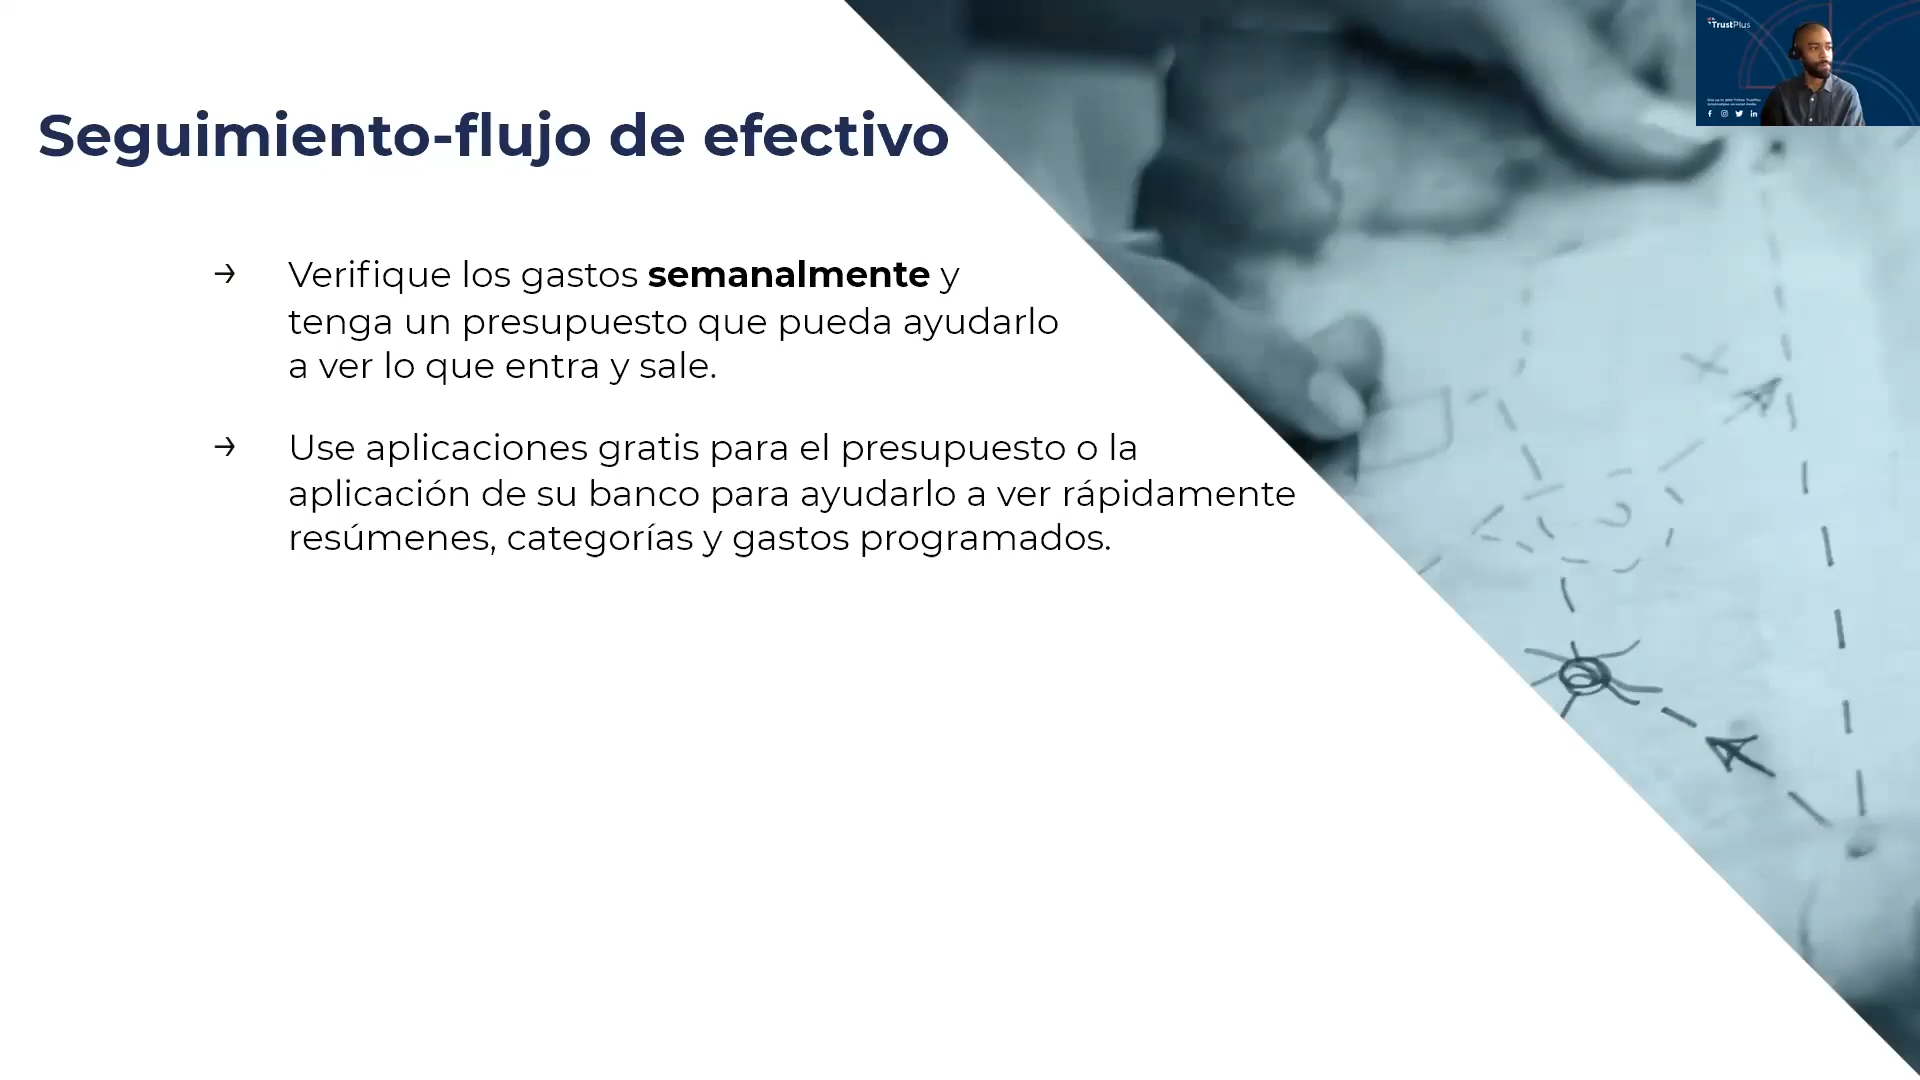 TrustPlus
Seguimiento-flujo de efectivo
→ Verifique los gastos semanalmente y
tenga un presupuesto que pueda ayudarlo
a ver lo que entra y sale.
→ Use aplicaciones gratis para el presupuesto o la
aplicación de su banco para ayudarlo a ver rápidamente
resúmenes, categorías y gastos programados.